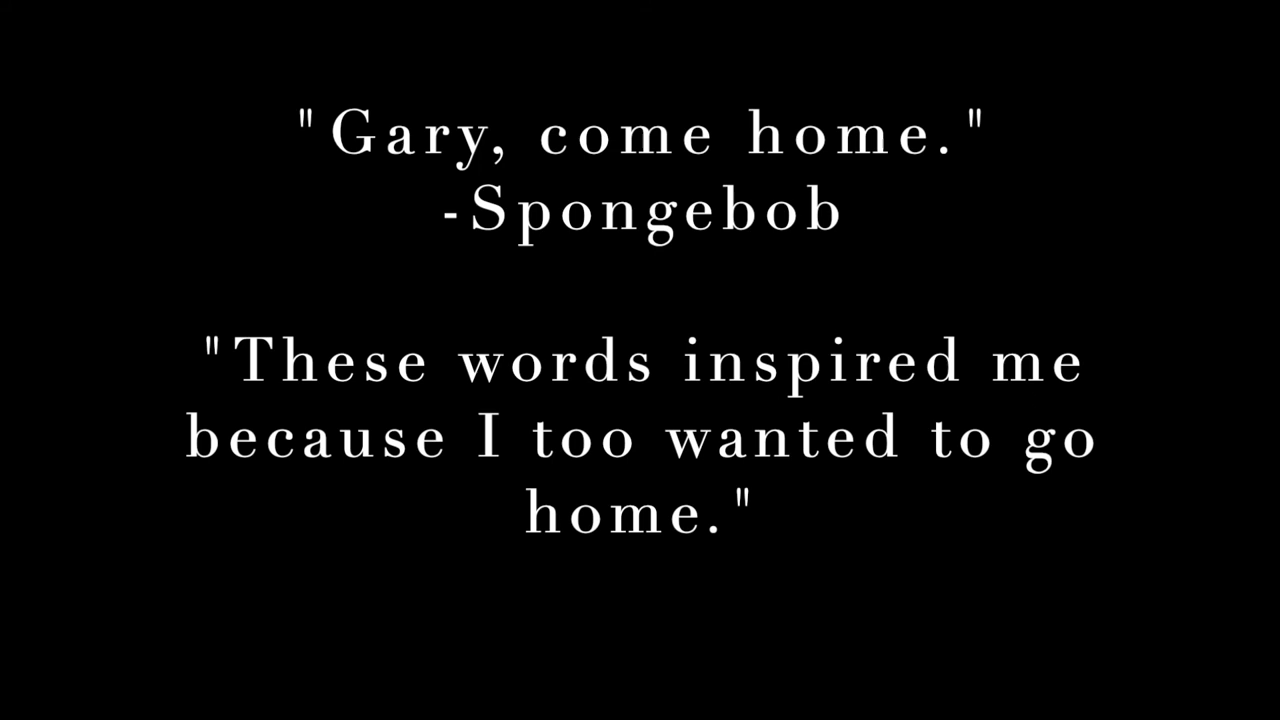 "Gary, come home."
-Spongebob
"These words inspired me
because I too wanted to go
home."